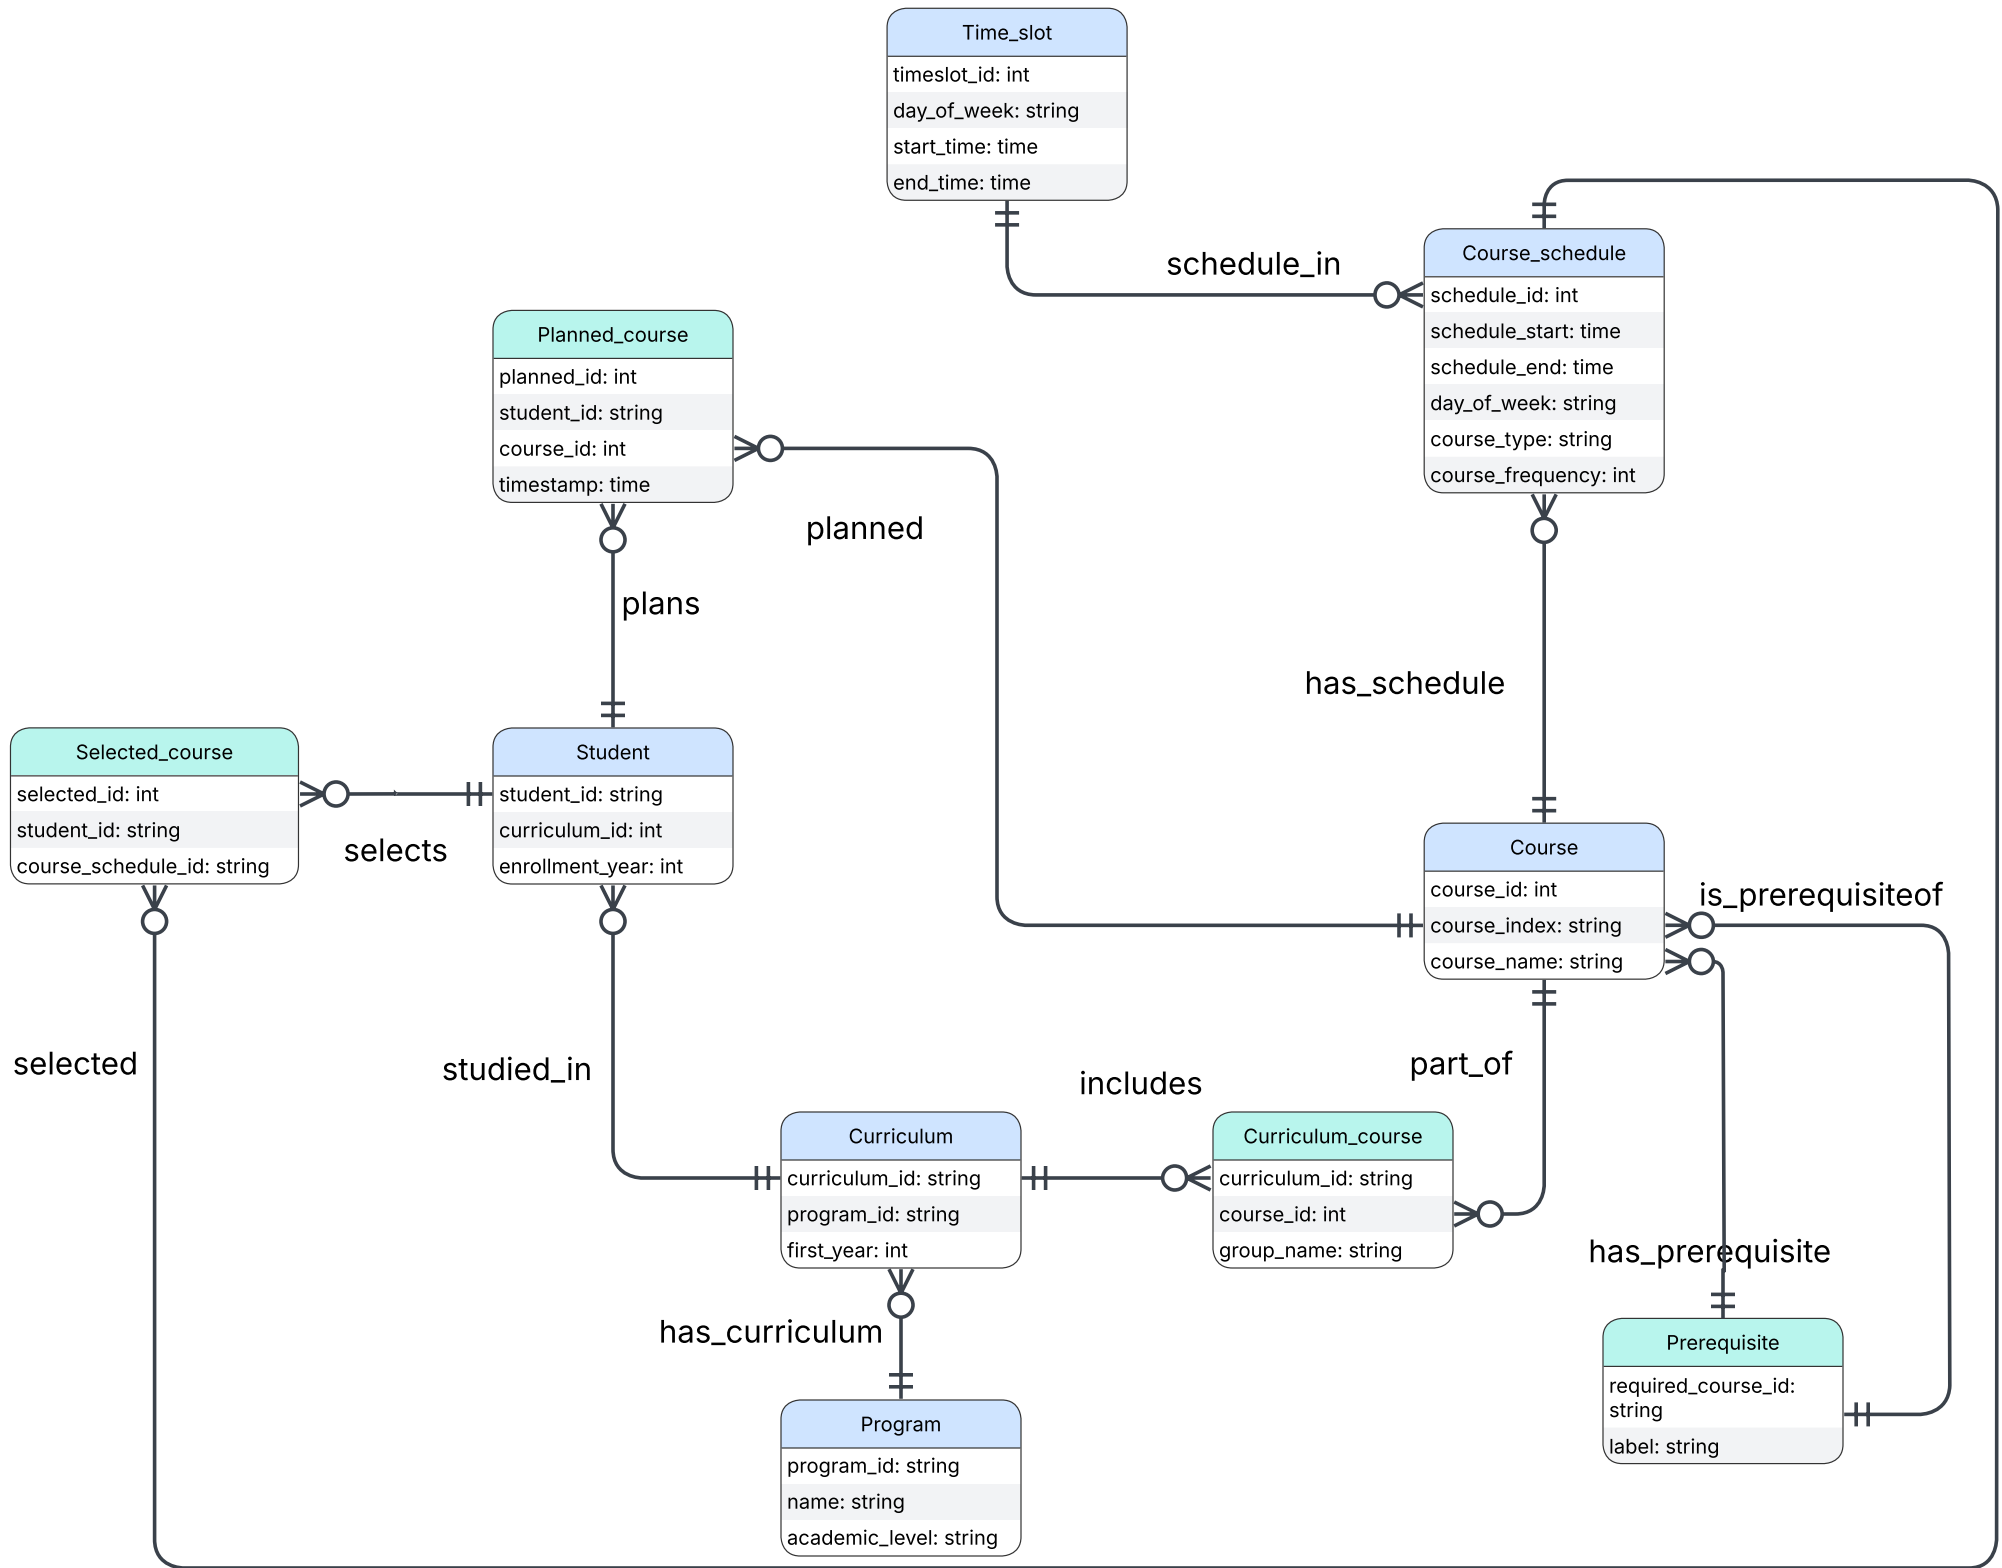 Time_slot
timeslot_id: int
day_of_week: string
start_time: time
end_time: time
schedule_in
Course_schedule
schedule_id: int
schedule_start: time
schedule_end: time
day_of_week: string
course_type: string
course_frequency: int
Planned_course
planned_id: int
student_id: string
course_id: int
timestamp: time
planned
plans
has_schedule
Selected_course
selected_id: int
student_id: string
course_schedule_id: string
selects
Student
student_id: string
curriculum_id: int
enrollment_year: int
Course
course_id: int
course_index: string
course_name: string
is_prerequisiteof
selected
studied_in
includes
part_of
Curriculum
curriculum_id: string
program_id: string
first_year: int
Curriculum_course
curriculum_id: string
course_id: int
group_name: string
has_prerequisite
has_curriculum
Prerequisite
required_course_id:
string
label: string
Program
program_id: string
name: string
academic_level: string